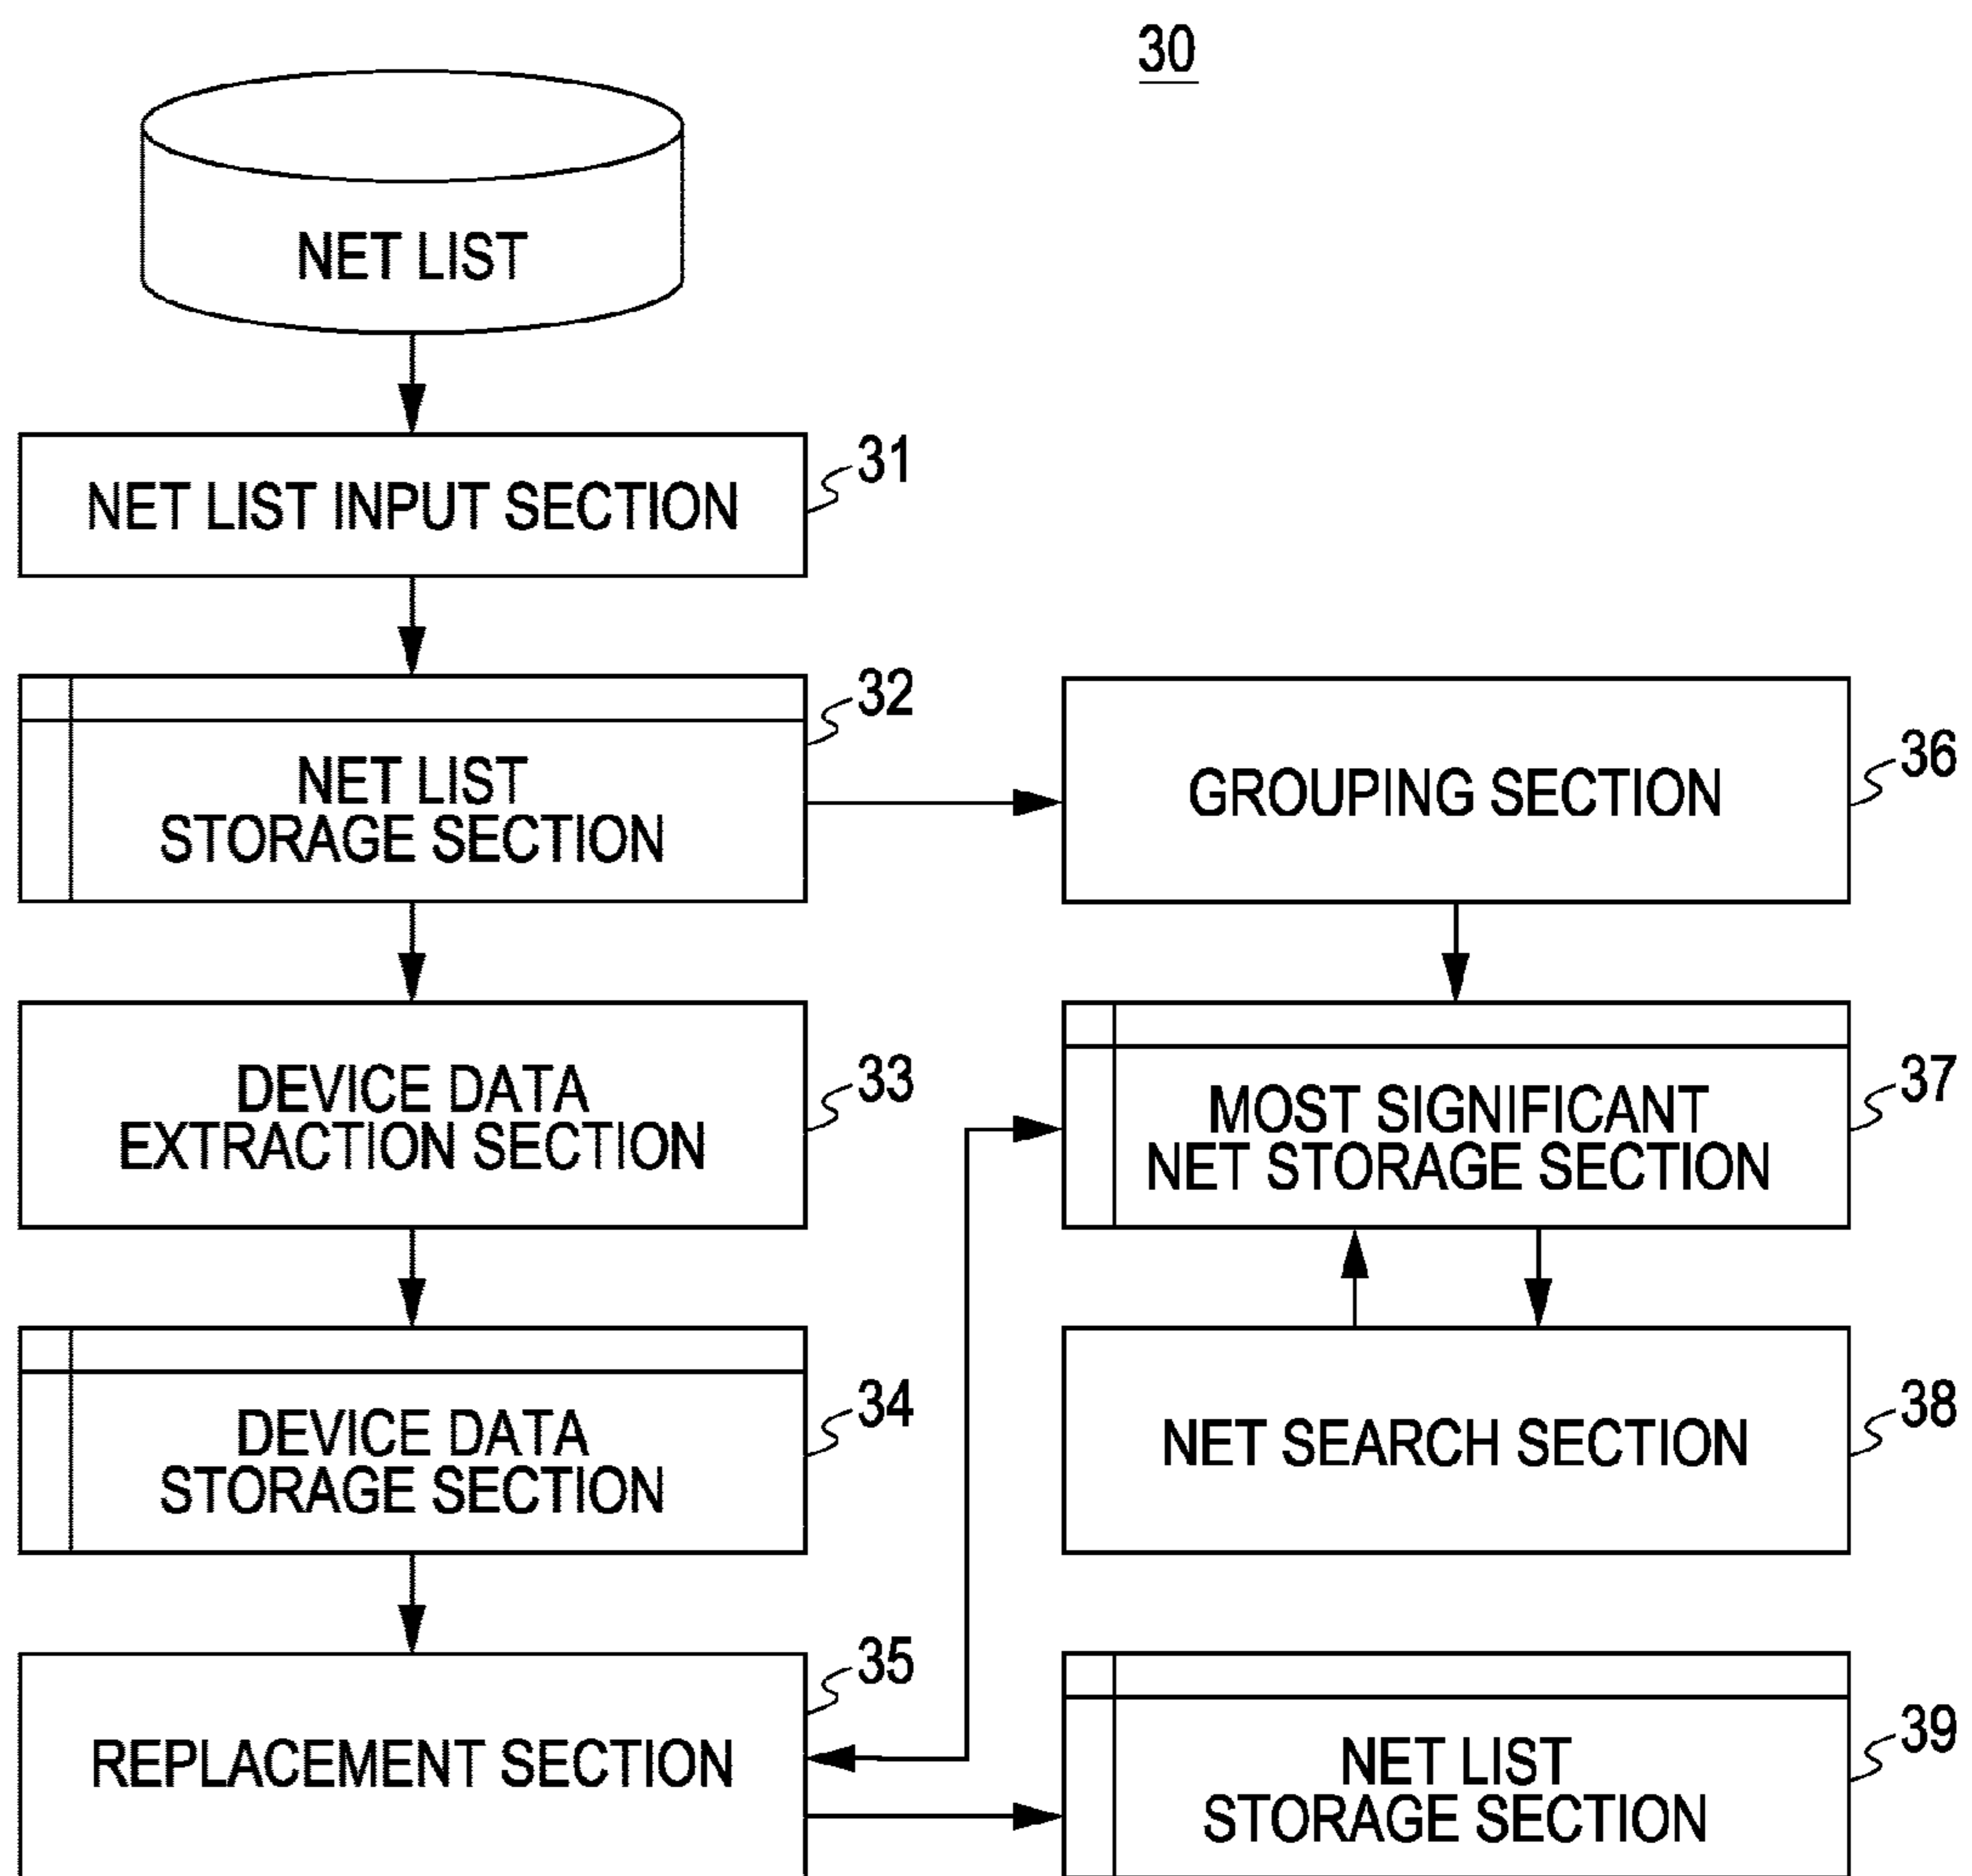 30
NET LIST
NET LIST INPUT SECTION
31
NET LIST
STORAGE SECTION
32
GROUPING SECTION
36
DEVICE DATA
EXTRACTION SECTION
33
MOST SIGNIFICANT
NET STORAGE SECTION
37
DEVICE DATA
STORAGE SECTION
34
NET SEARCH SECTION
38
REPLACEMENT SECTION
35
NET LIST
STORAGE SECTION
39